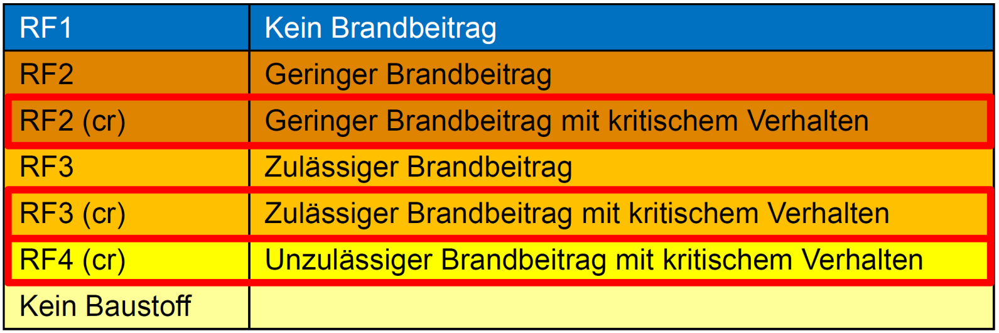 RF1 Kein Brandbeitrag
RF2 Geringer Brandbeitrag
RF2 (cr) Geringer Brandbeitrag mit kritischem Verhalten
RF3 Zulässiger Brandbeitrag
RF3 (cr) Zulässiger Brandbeitrag mit kritischem Verhalten
RF4 (cr) Unzulässiger Brandbeitrag mit kritischem Verhalten
Kein Baustoff